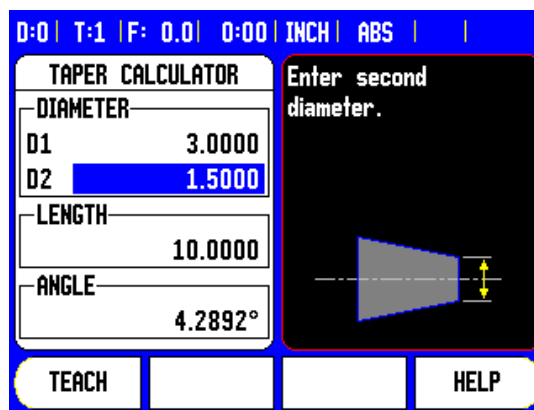 D:0 | T:1 | F: 0.0 | 0:00 | INCH | ABS | |
TAPER CALCULATOR
DIAMETER
D1 3.0000
D2 1.5000
LENGTH
10.0000
ANGLE
4.2892°
Enter second
diameter.
TEACH
HELP